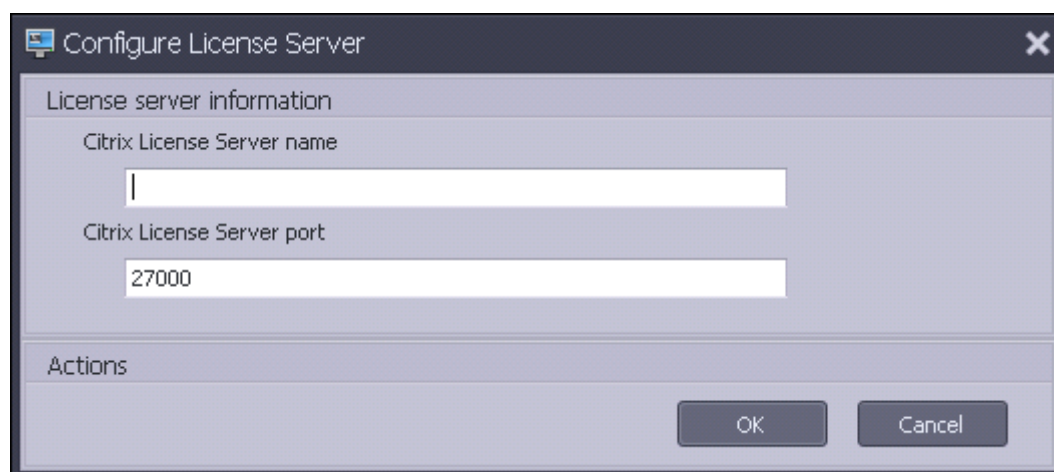 Configure License Server
License server information
Citrix License Server name
Citrix License Server port
27000
Actions
OK Cancel